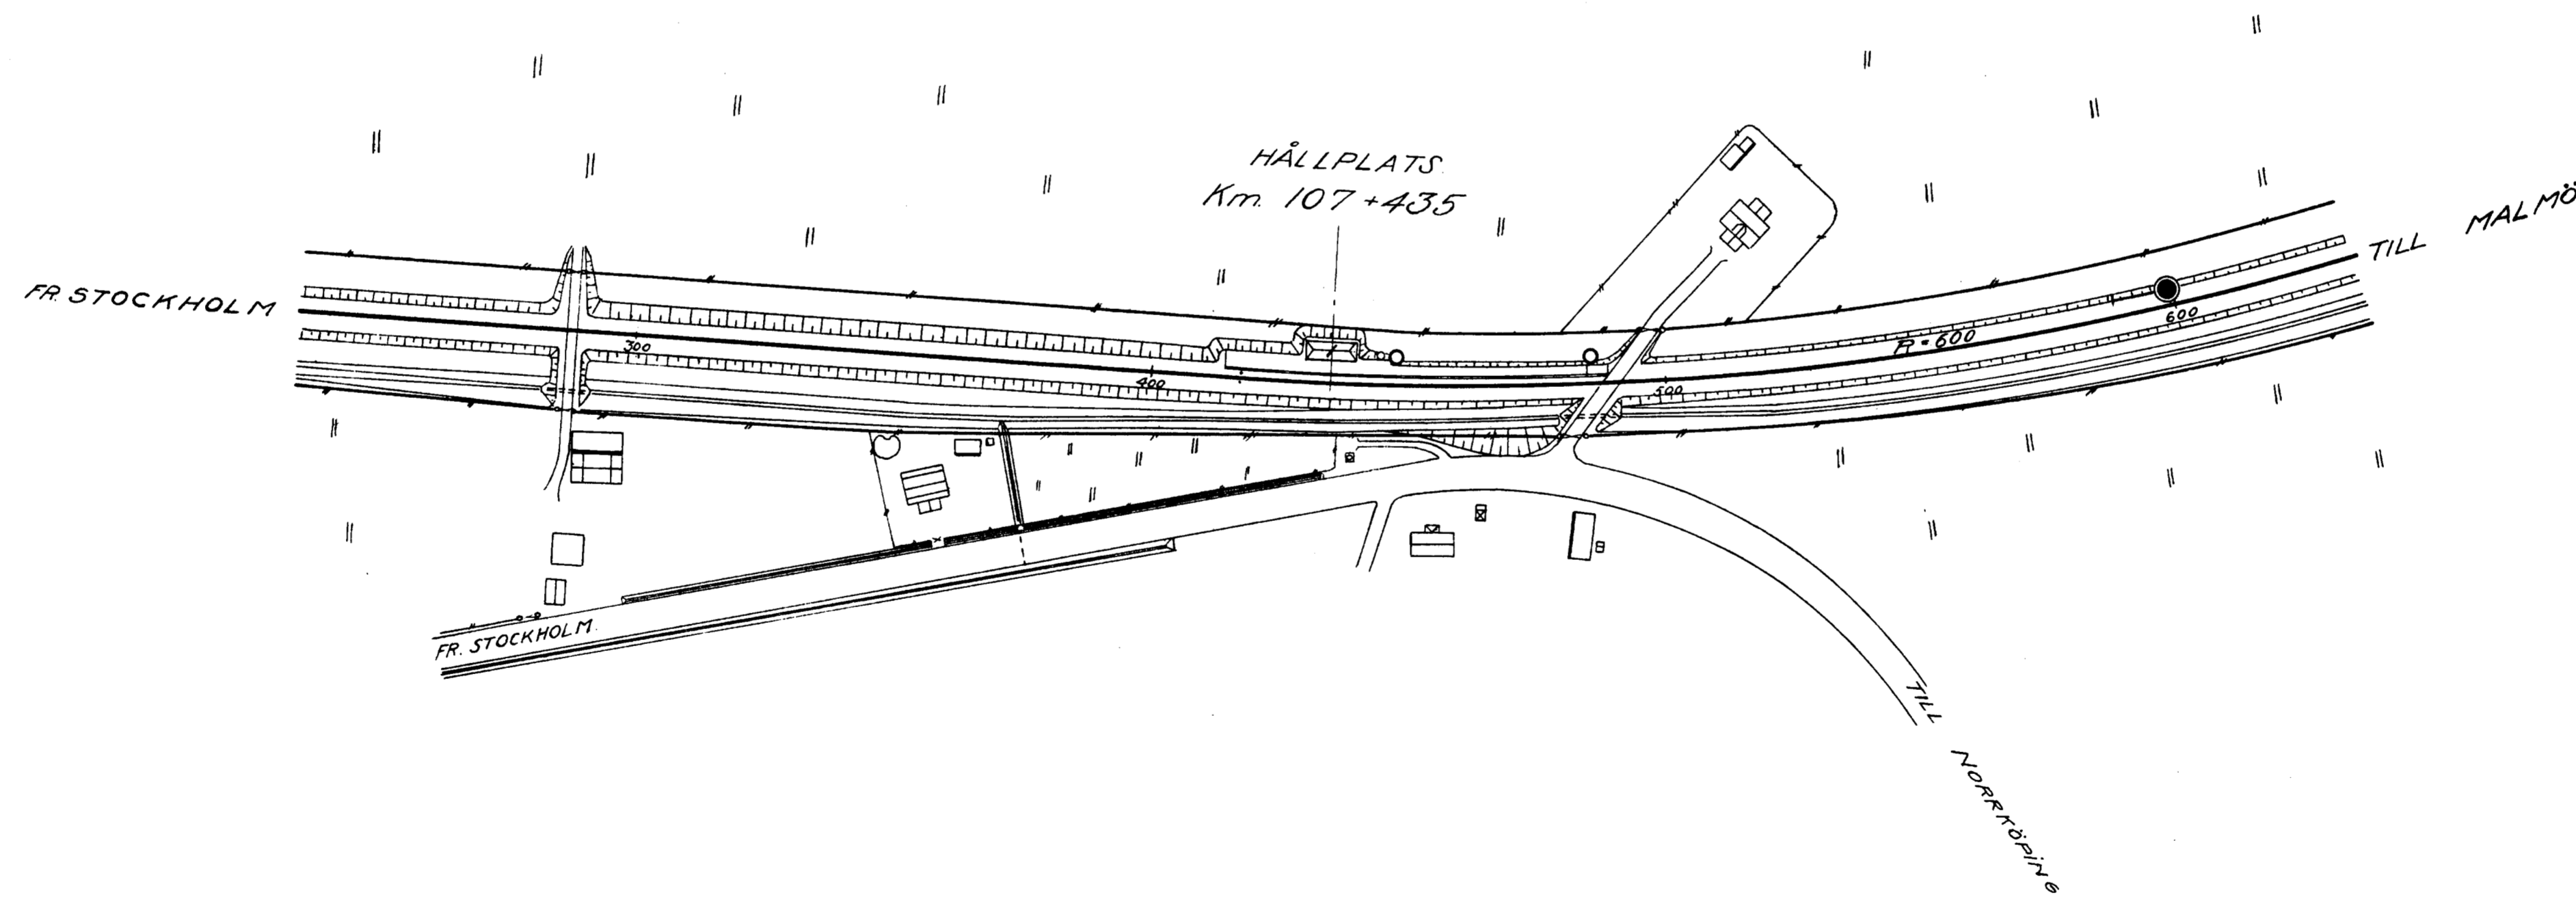 HÅLLPLATS.
Km. 107+435
FR. STOCKHOLM
TILL MALMÖ
300
400
500
R=600
600
FR. STOCKHOLM.
TILL NORRKÖPING